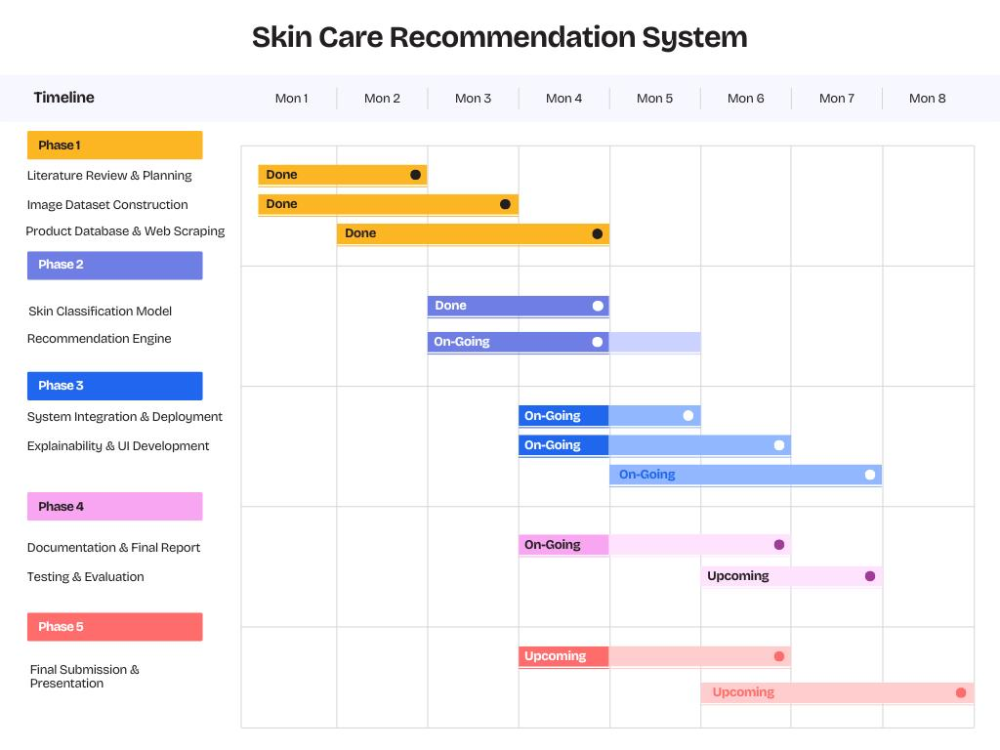 Skin Care Recommendation System
Timeline Mon 1 Mon 2 Mon 3 Mon 4 Mon 5 Mon 6 Mon 7 Mon 8
Phase 1
Literature Review & Planning Done
Image Dataset Construction Done
Product Database & Web Scraping Done
Phase 2
Skin Classification Model Done
Recommendation Engine On-Going
Phase 3
System Integration & Deployment On-Going
Explainability & UI Development On-Going
On-Going
Phase 4
Documentation & Final Report On-Going
Testing & Evaluation Upcoming
Phase 5
Upcoming
Final Submission &
Presentation
Upcoming